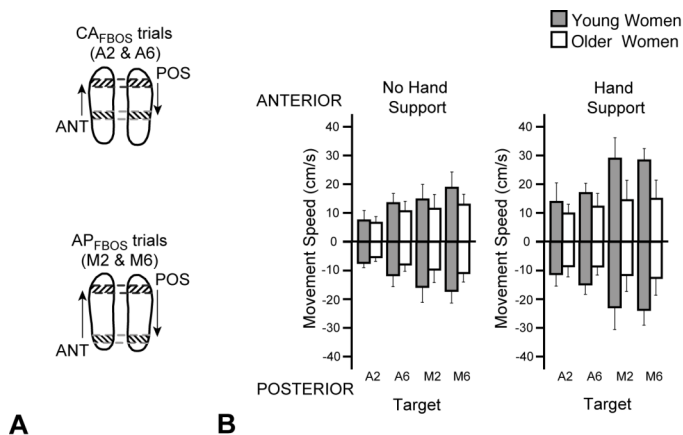 Young Women
Older Women
CA_FBOS trials
(A2 & A6)
POS
ANT
AP_FBOS trials
(M2 & M6)
POS
ANT
A
ANTERIOR
No Hand
Support
Movement Speed (cm/s)
40
30
20
10
0
-10
-20
-30
-40
A2 A6 M2 M6
POSTERIOR
Target
Hand
Support
Movement Speed (cm/s)
40
30
20
10
0
-10
-20
-30
-40
A2 A6 M2 M6
Target
B